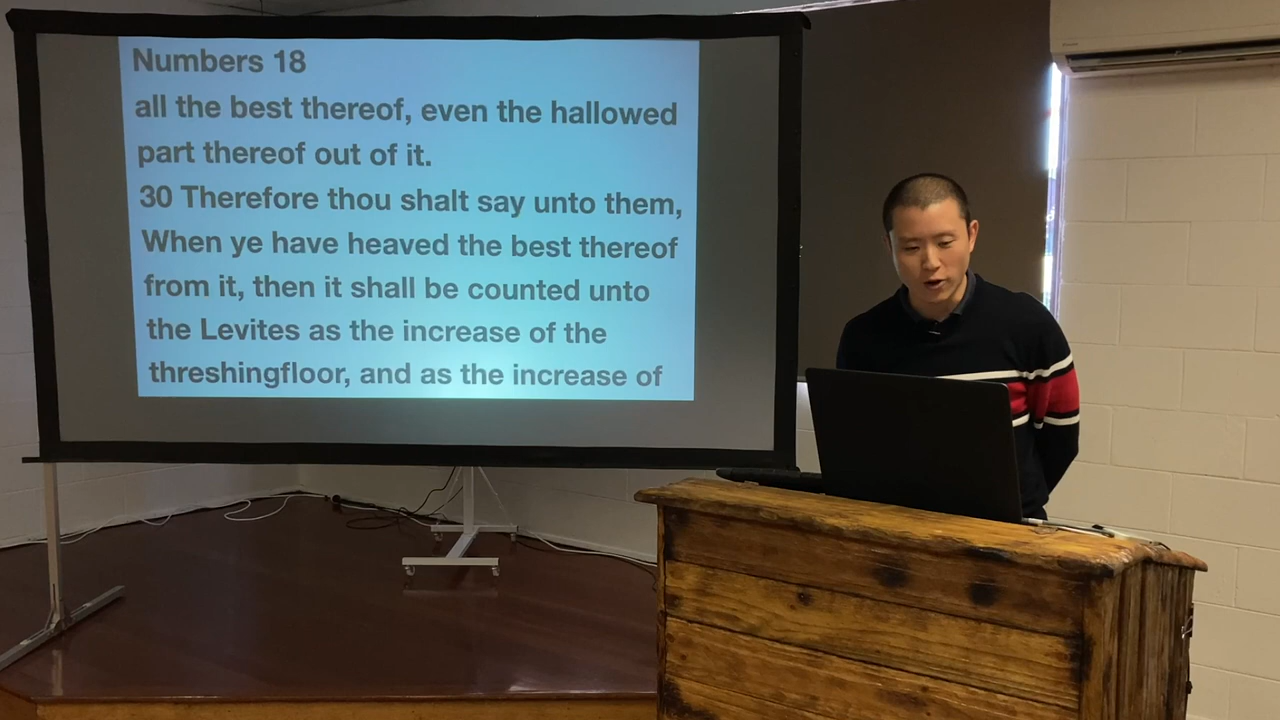 Numbers 18
all the best thereof, even the hallowed
part thereof out of it.
30 Therefore thou shalt say unto them,
When ye have heaved the best thereof
from it, then it shall be counted unto
the Levites as the increase of the
threshingfloor, and as the increase of